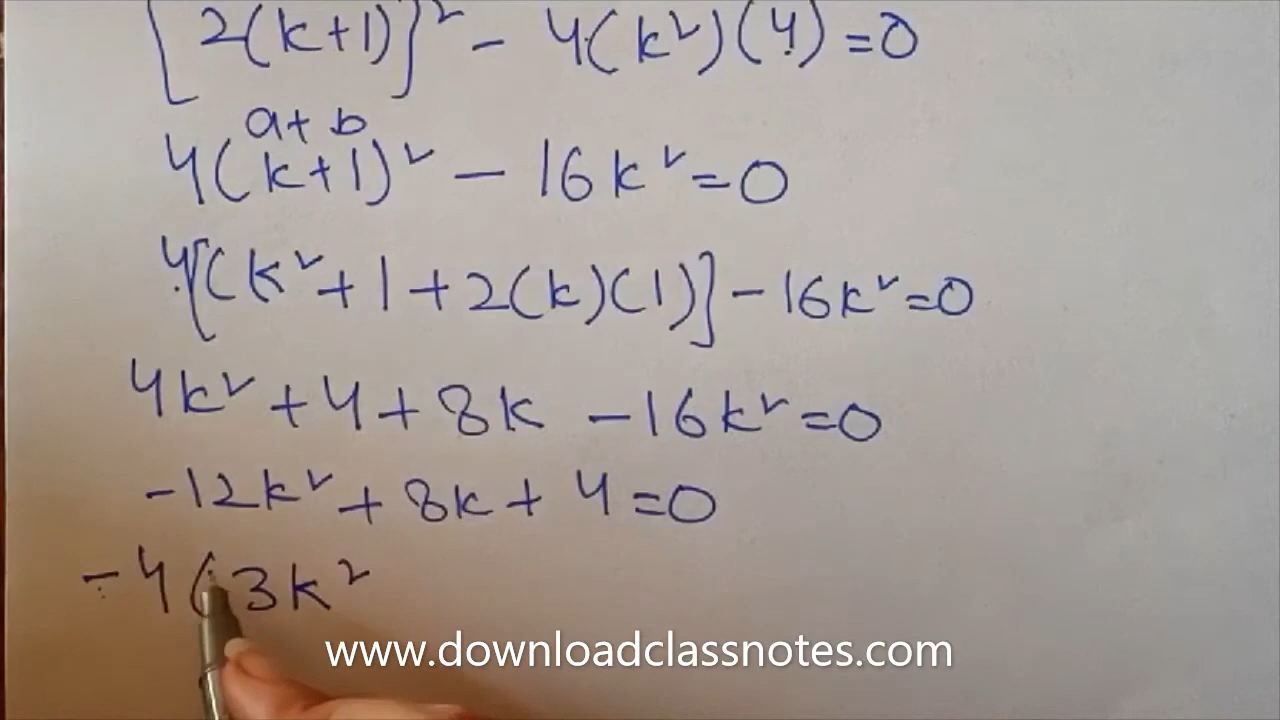 [2(k+1)]² - 4(k²)(4) = 0
a+b
4(k+1)² - 16k² = 0
4[(k²+1+2(k)(1)] - 16k² = 0
4k² + 4 + 8k - 16k² = 0
-12k² + 8k + 4 = 0
-4(3k²
www.downloadclassnotes.com